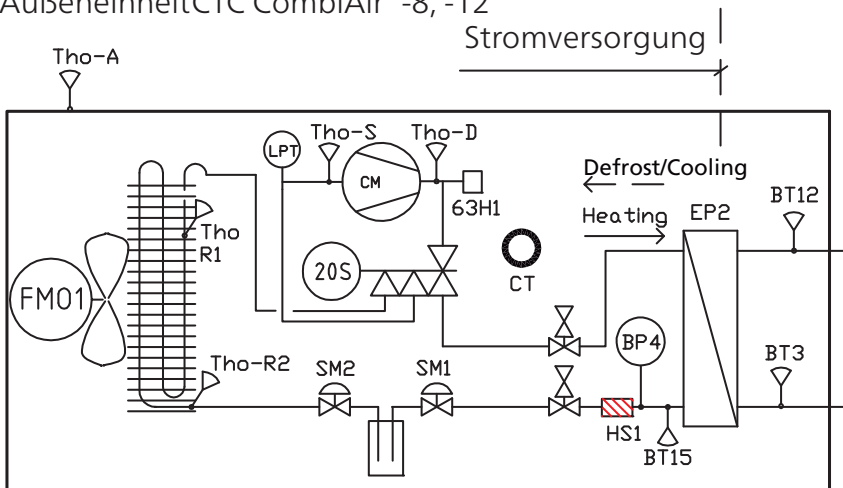 AußeneinheitCTC CombiAir -8, -12
Stromversorgung
Tho-A
LPT
Tho-S
Tho-D
CM
63H1
Defrost/Cooling
Heating
EP2
BT12
Tho
R1
20S
CT
FM01
BP4
BT3
Tho-R2
SM2
SM1
HS1
BT15